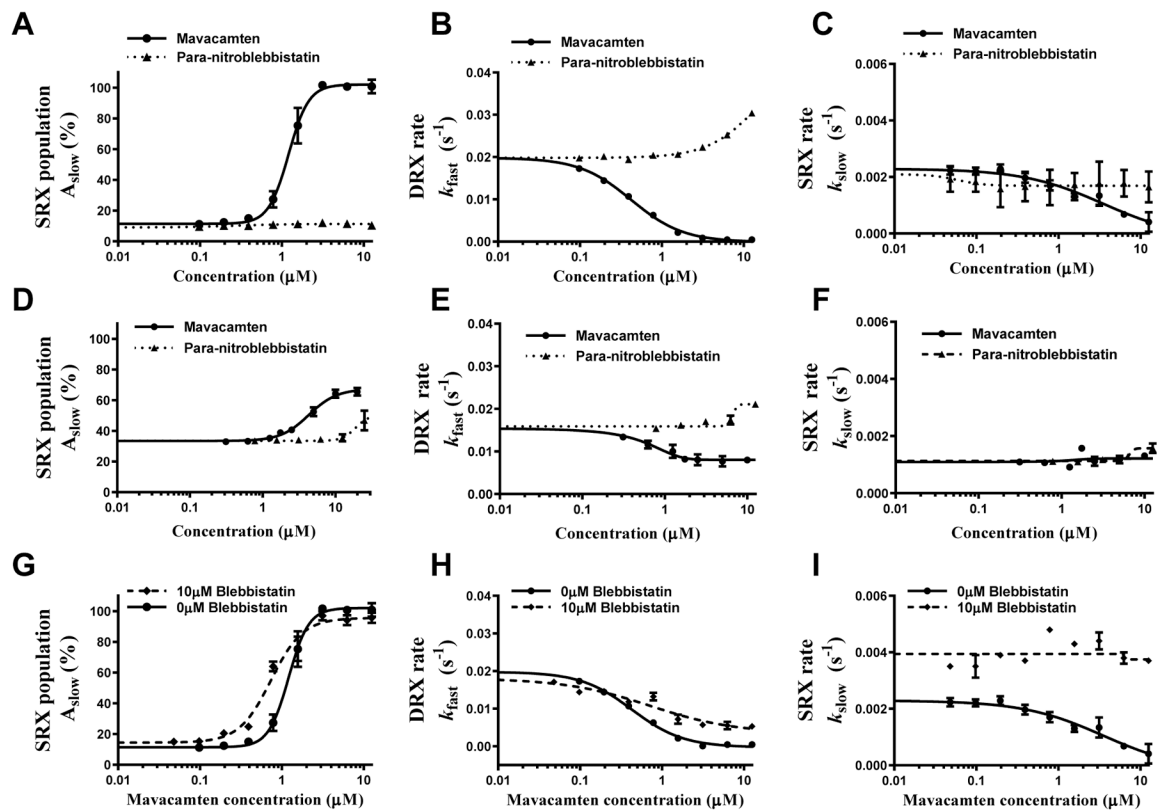 A
Mavacamten
Para-nitroblebbistatin
SRX population
A slow (%)
100
80
60
40
20
0
0.01 0.1 1 10
Concentration (μM)
B
Mavacamten
Para-nitroblebbistatin
DRX rate
k fast (s-1)
0.04
0.03
0.02
0.01
0.00
0.01 0.1 1 10
Concentration (μM)
C
Mavacamten
Para-nitroblebbistatin
SRX rate
k slow (s-1)
0.006
0.004
0.002
0.000
0.01 0.1 1 10
Concentration (μM)
D
Mavacamten
Para-nitroblebbistatin
SRX population
A slow (%)
100
80
60
40
20
0
0.01 0.1 1 10
Concentration (μM)
E
Mavacamten
Para-nitroblebbistatin
DRX rate
k fast (s-1)
0.04
0.03
0.02
0.01
0.00
0.01 0.1 1 10
Concentration (μM)
F
Mavacamten
Para-nitroblebbistatin
SRX rate
k slow (s-1)
0.006
0.004
0.002
0.000
0.01 0.1 1 10
Concentration (μM)
G
10μM Blebbistatin
0μM Blebbistatin
SRX population
A slow (%)
100
80
60
40
20
0
0.01 0.1 1 10
Mavacamten concentration (μM)
H
0μM Blebbistatin
10μM Blebbistatin
DRX rate
k fast (s-1)
0.04
0.03
0.02
0.01
0.00
0.01 0.1 1 10
Mavacamten concentration (μM)
I
0μM Blebbistatin
10μM Blebbistatin
SRX rate
k slow (s-1)
0.006
0.004
0.002
0.000
0.01 0.1 1 10
Mavacamten concentration (μM)